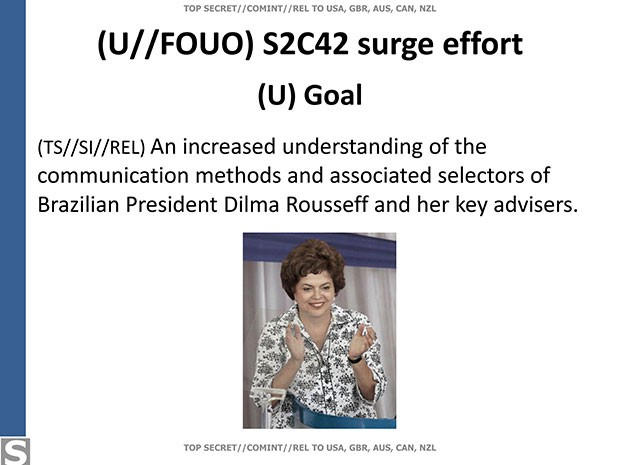 TOP SECRET//COMINT//REL TO USA, GBR, AUS, CAN, NZL
(U//FOUO) S2C42 surge effort
(U) Goal
(TS//SI//REL) An increased understanding of the
communication methods and associated selectors of
Brazilian President Dilma Rousseff and her key advisers.
S
TOP SECRET//COMINT//REL TO USA, GBR, AUS, CAN, NZL